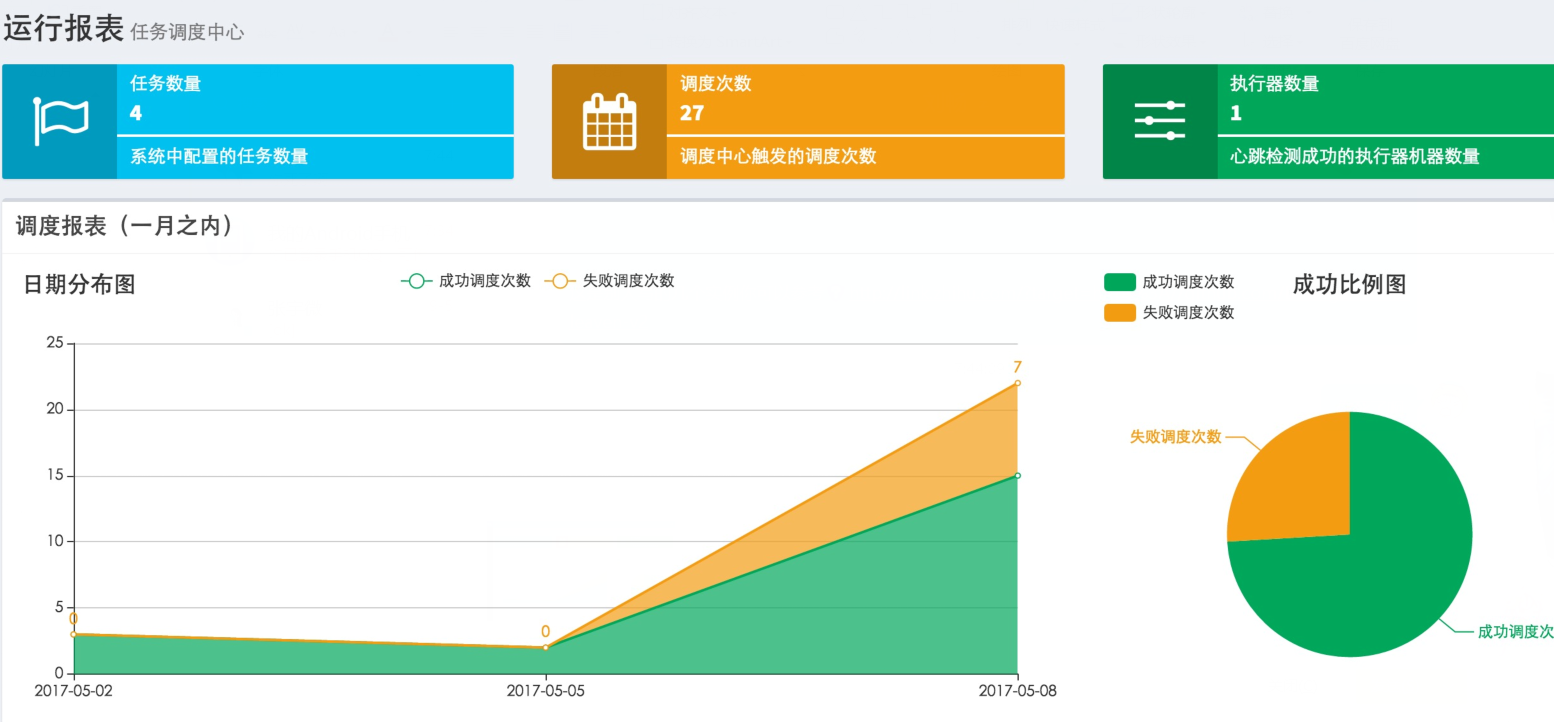 运行报表 任务调度中心
任务数量
4
系统中配置的任务数量
调度次数
27
调度中心触发的调度次数
执行器数量
1
心跳检测成功的执行器机器数量
调度报表（一月之内）
日期分布图
成功调度次数 失败调度次数
25
20
15
10
5
0
0
0
7
2017-05-02 2017-05-05 2017-05-08
成功调度次数
失败调度次数
成功比例图
失败调度次数
成功调度次